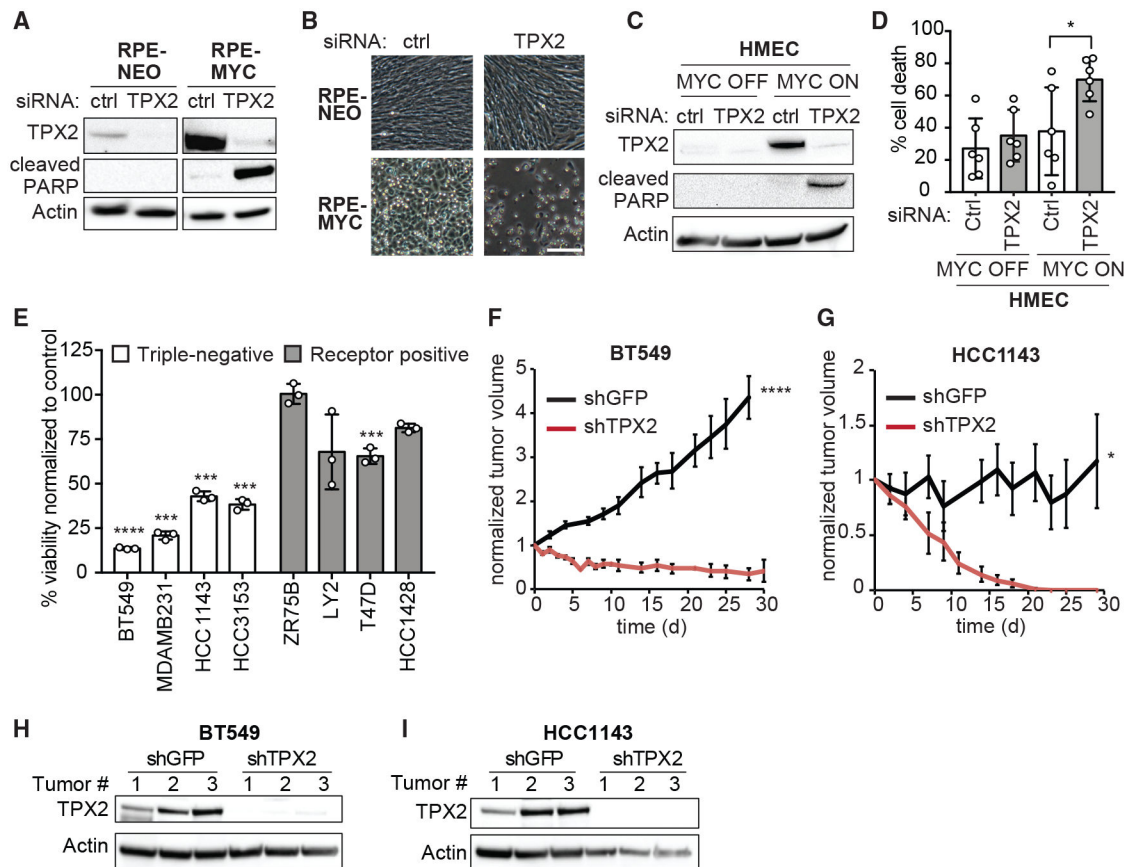 A
RPE-NEO
RPE-MYC
siRNA: ctrl TPX2 ctrl TPX2
TPX2
cleaved PARP
Actin
B
siRNA: ctrl TPX2
RPE-NEO
RPE-MYC
C
HMEC
MYC OFF MYC ON
siRNA: ctrl TPX2 ctrl TPX2
TPX2
cleaved PARP
Actin
D
*
% cell death
100
80
60
40
20
0
siRNA: Ctrl TPX2 Ctrl TPX2
MYC OFF MYC ON
HMEC
E
% viability normalized to control
125
100
75
50
25
0
Triple-negative Receptor positive
**** *** *** *** ***
BT549 MDAMB231 HCC1143 HCC3153 ZR75B LY2 T47D HCC1428
F
BT549
normalized tumor volume
5
4
3
2
1
0
shGFP
shTPX2
****
0 5 10 15 20 25 30
time (d)
G
HCC1143
normalized tumor volume
2
1.5
1
0.5
0
shGFP
shTPX2
*
0 5 10 15 20 25 30
time (d)
H
BT549
shGFP shTPX2
Tumor # 1 2 3 1 2 3
TPX2
Actin
I
HCC1143
shGFP shTPX2
Tumor # 1 2 3 1 2 3
TPX2
Actin